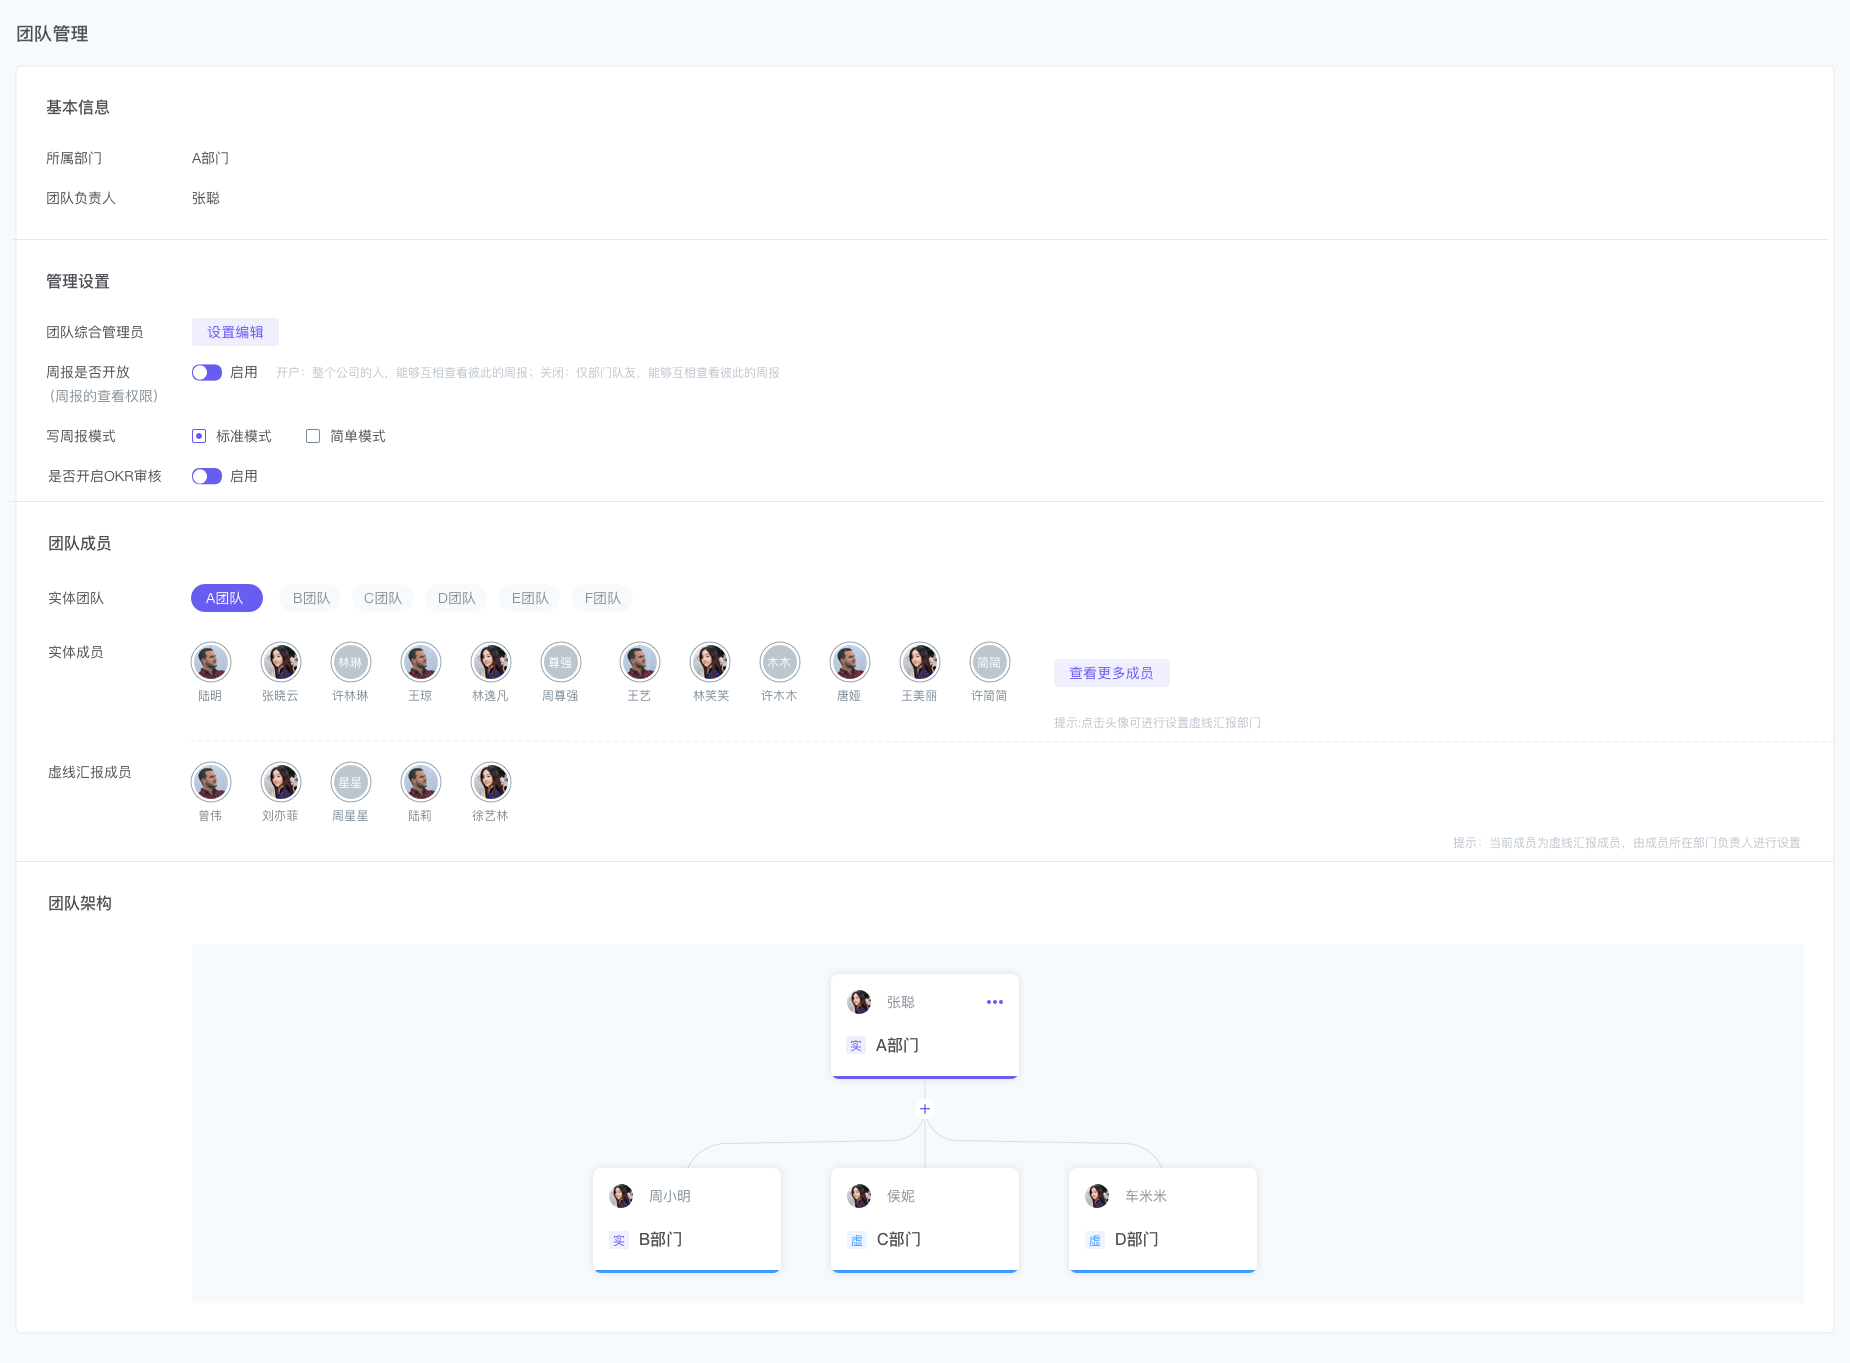 团队管理
基本信息
所属部门 A部门
团队负责人 张聪
管理设置
团队综合管理员 设置编辑
周报是否开放 启用 开户：整个公司的人，能够互相查看彼此的周报；关闭：仅部门队友，能够互相查看彼此的周报
（周报的查看权限）
写周报模式 标准模式 简单模式
是否开启OKR审核 启用
团队成员
实体团队 A团队 B团队 C团队 D团队 E团队 F团队
实体成员
林琳 尊强 木木 简简
查看更多成员
陆明 张晓云 许林琳 王琼 林逸凡 周尊强 王艺 林笑笑 许木木 唐娅 王美丽 许简简
提示:点击头像可进行设置虚线汇报部门
虚线汇报成员
星星
曾伟 刘亦菲 周星星 陆莉 徐艺林
提示：当前成员为虚线汇报成员，由成员所在部门负责人进行设置
团队架构
张聪
实 A部门
周小明 侯妮 车米米
实 B部门 虚 C部门 虚 D部门